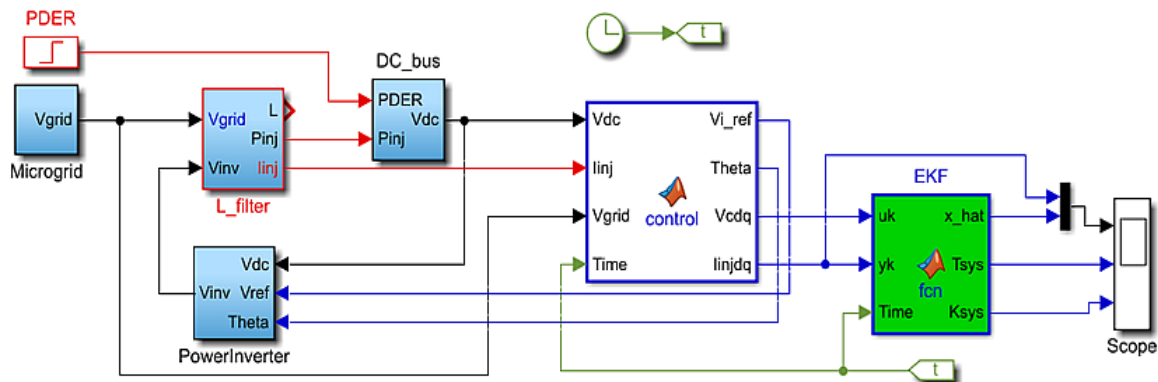 PDER
DC_bus
t
Vgrid
Microgrid
Vgrid
L
Pinj
Vinv
Iinj
L_filter
PDER
Vdc
Pinj
Vdc
Vi_ref
Iinj
Theta
control
Vgrid
Vcdq
Time
Iinjdq
EKF
uk
x_hat
yk
Tsys
fcn
Time
Ksys
Scope
Vdc
Vinv
Vref
Theta
PowerInverter
t